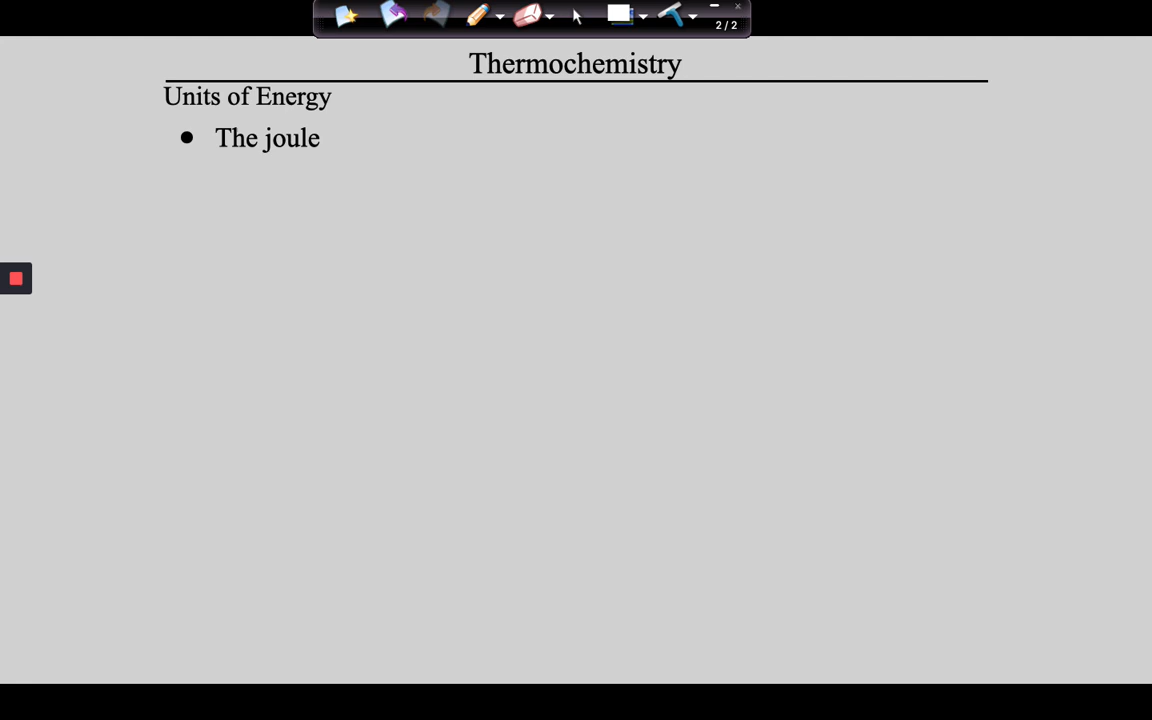 2 / 2
Thermochemistry
Units of Energy
● The joule